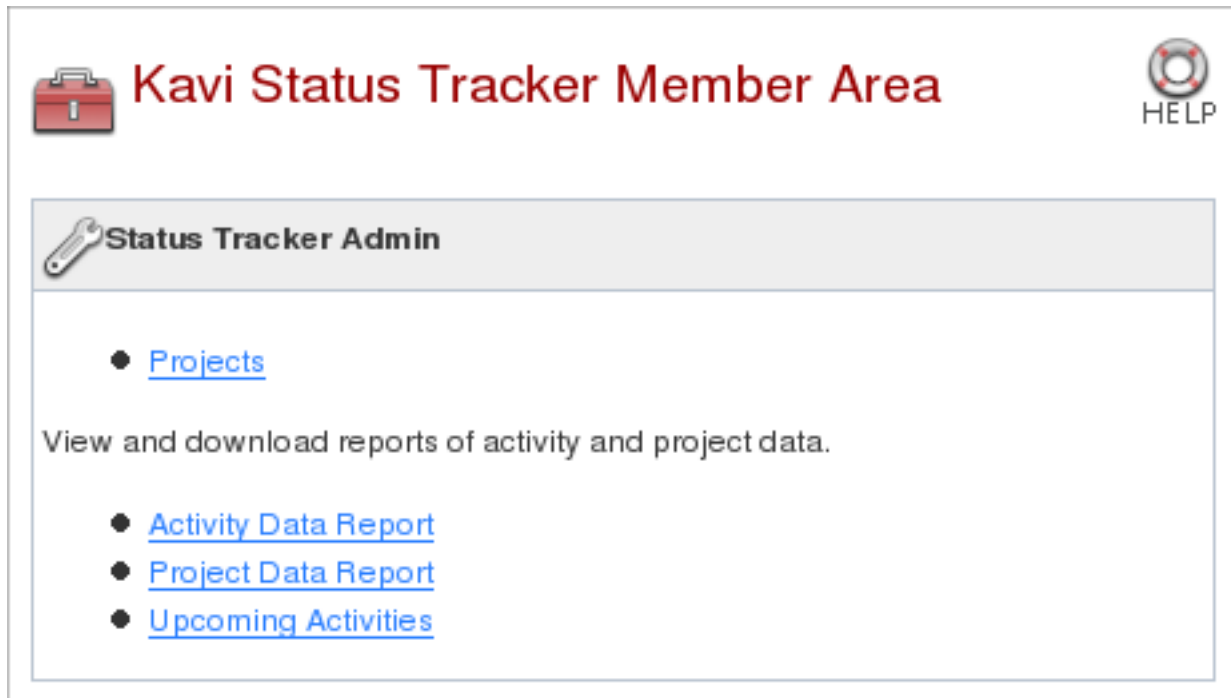 Kavi Status Tracker Member Area
HELP
Status Tracker Admin
Projects
View and download reports of activity and project data.
Activity Data Report
Project Data Report
Upcoming Activities